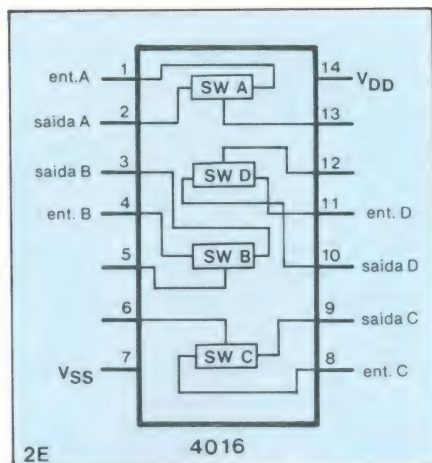 ent.A 1
SW A
14 VDD
saida A 2
13
saida B 3
SW D
12
ent. B 4
11 ent. D
5
SW B
10 saida D
6
9 saida C
SW C
VSS 7
8 ent. C
2E
4016